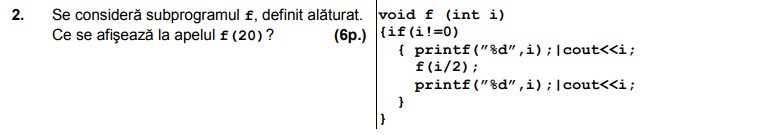 2. Se consideră subprogramul f, definit alăturat.
Ce se afişează la apelul f(20)? (6p.)
void f (int i)
{if(i!=0)
{ printf("%d",i);|cout<<i;
f(i/2);
printf("%d",i);|cout<<i;
}
}